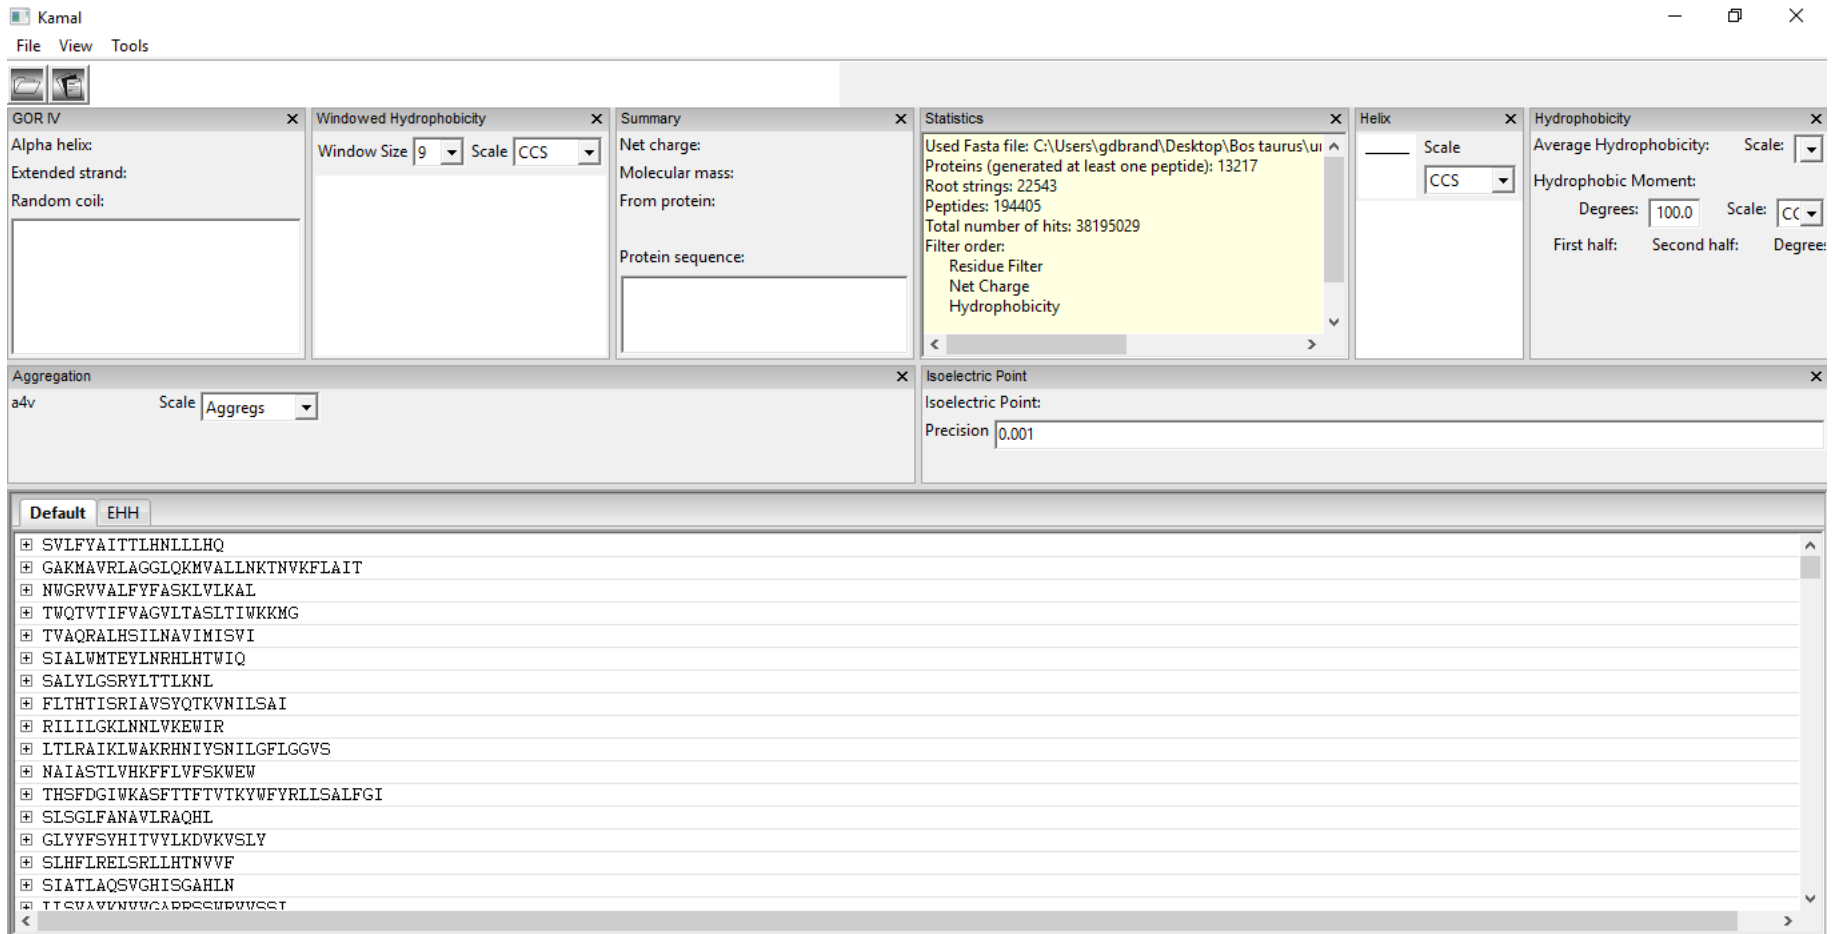 Kamal
File View Tools
GOR IV
Alpha helix:
Extended strand:
Random coil:
Windowed Hydrophobicity
Window Size 9 Scale CCS
Summary
Net charge:
Molecular mass:
From protein:
Protein sequence:
Statistics
Used Fasta file: C:\Users\gdbrand\Desktop\Bos taurus\
Proteins (generated at least one peptide): 13217
Root strings: 22543
Peptides: 194405
Total number of hits: 38195029
Filter order:
Residue Filter
Net Charge
Hydrophobicity
Helix
Scale
CCS
Hydrophobicity
Average Hydrophobicity: Scale:
Hydrophobic Moment:
Degrees: 100.0 Scale: CC
First half: Second half: Degree
Aggregation
a4v Scale Aggregs
Isoelectric Point
Isoelectric Point:
Precision 0.001
Default EHH
SVLFYAITTLHNLLLHQ
GAKMAVRLAGGLQKMVALLNKTNVKFLAIT
NWGRVVALFYFASKLVLKAL
TWQTVTIFVAGVLTASLTIWKKMG
TVAQRALHSILNAVIMISVI
SIALWMTEYLNRHLHTWIQ
SALYLGSRYLTTLKNL
FLTHTISRIAVSYQTKVNILSAI
RILILGKLNNLVKEWIR
LTLRAIKLWAKRHNIYSNILGFLGGVS
NAIASTLVHKFFLVFSKWEW
THSFDGIWKASFTTFTVTKYWFYRLLSALFGI
SLSGLFANAVLRAQHL
GLYYFSYHITVYLKDVKVSLY
SLHFLRELSRLLHTNVVF
SIATLAQSVGHISGAHLN